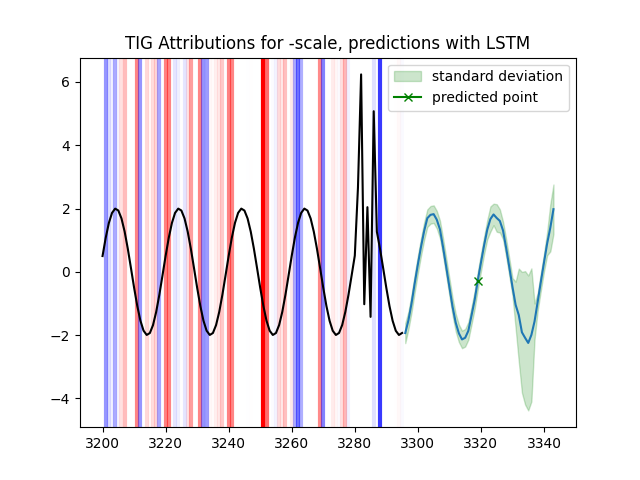 TIG Attributions for -scale, predictions with LSTM
standard deviation
predicted point
6
4
2
0
−2
−4
3200 3220 3240 3260 3280 3300 3320 3340